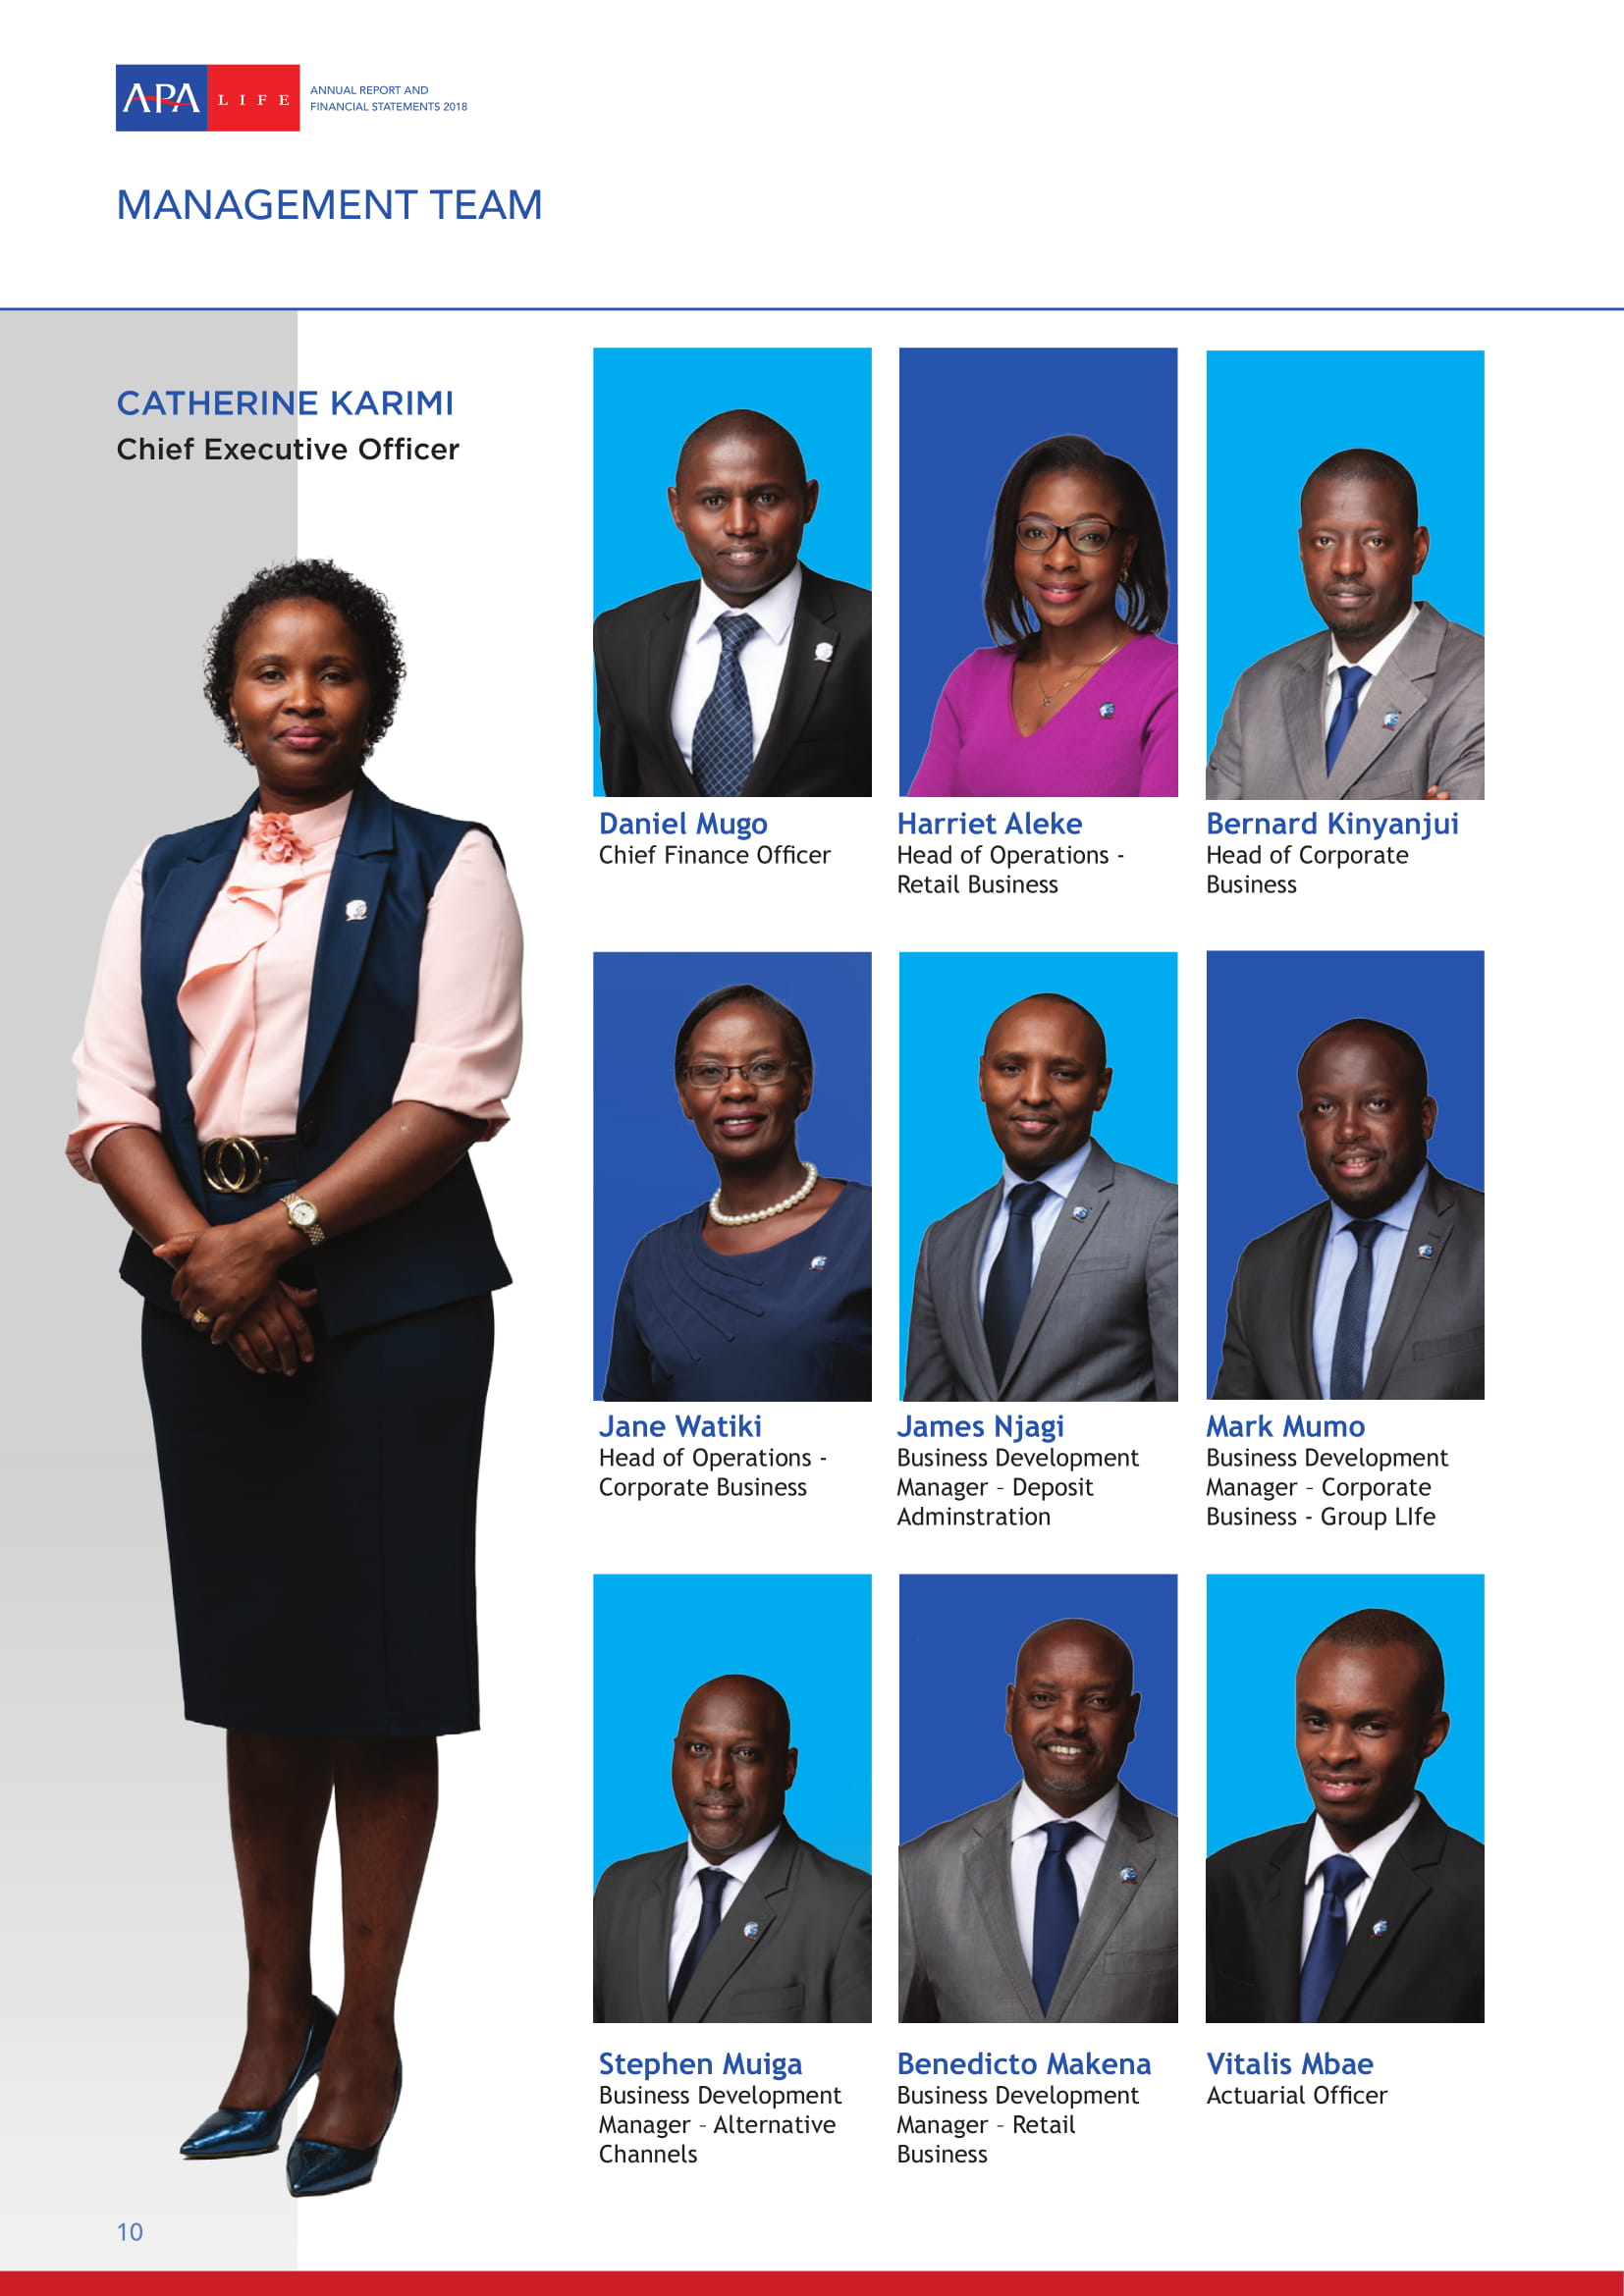 APA LIFE
ANNUAL REPORT AND
FINANCIAL STATEMENTS 2018
MANAGEMENT TEAM
CATHERINE KARIMI
Chief Executive Officer
Daniel Mugo
Chief Finance Officer
Harriet Aleke
Head of Operations -
Retail Business
Bernard Kinyanjui
Head of Corporate
Business
Jane Watiki
Head of Operations -
Corporate Business
James Njagi
Business Development
Manager – Deposit
Adminstration
Mark Mumo
Business Development
Manager – Corporate
Business - Group LIfe
Stephen Muiga
Business Development
Manager – Alternative
Channels
Benedicto Makena
Business Development
Manager – Retail
Business
Vitalis Mbae
Actuarial Officer
10